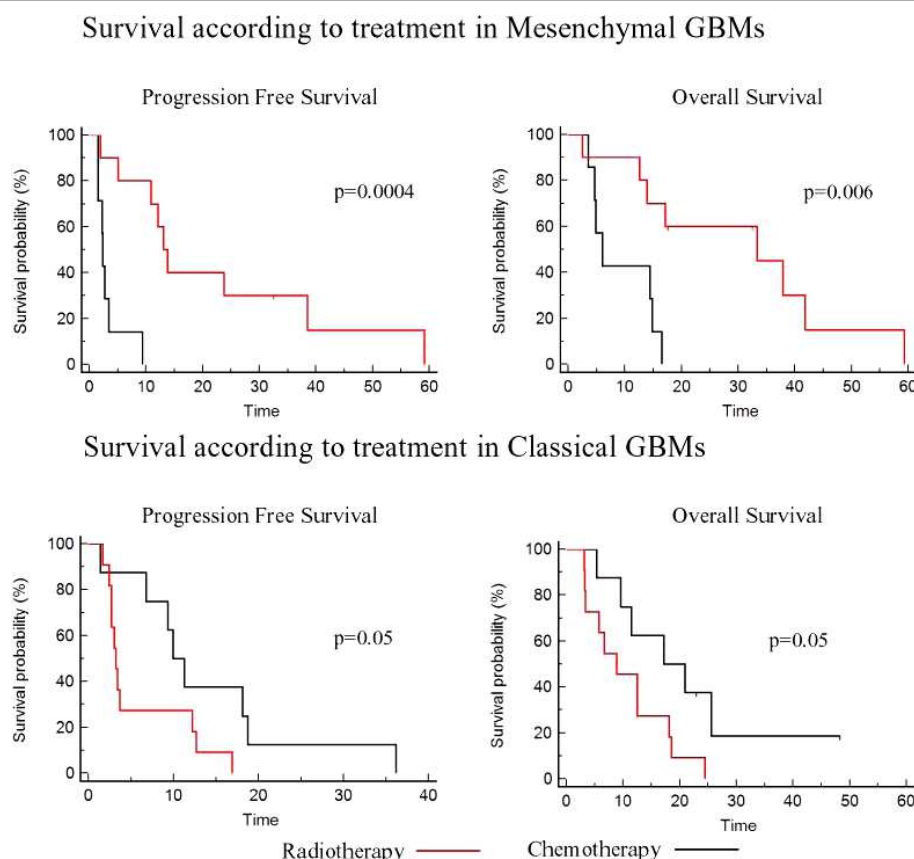 Survival according to treatment in Mesenchymal GBMs
Progression Free Survival
Overall Survival
Survival probability (%)
100
80
60
40
20
0
p=0.0004
0 10 20 30 40 50 60
Time
Survival probability (%)
100
80
60
40
20
0
p=0.006
0 10 20 30 40 50 60
Time
Survival according to treatment in Classical GBMs
Progression Free Survival
Overall Survival
Survival probability (%)
100
80
60
40
20
0
p=0.05
0 10 20 30 40
Time
Survival probability (%)
100
80
60
40
20
0
p=0.05
0 10 20 30 40 50 60
Time
Radiotherapy
Chemotherapy